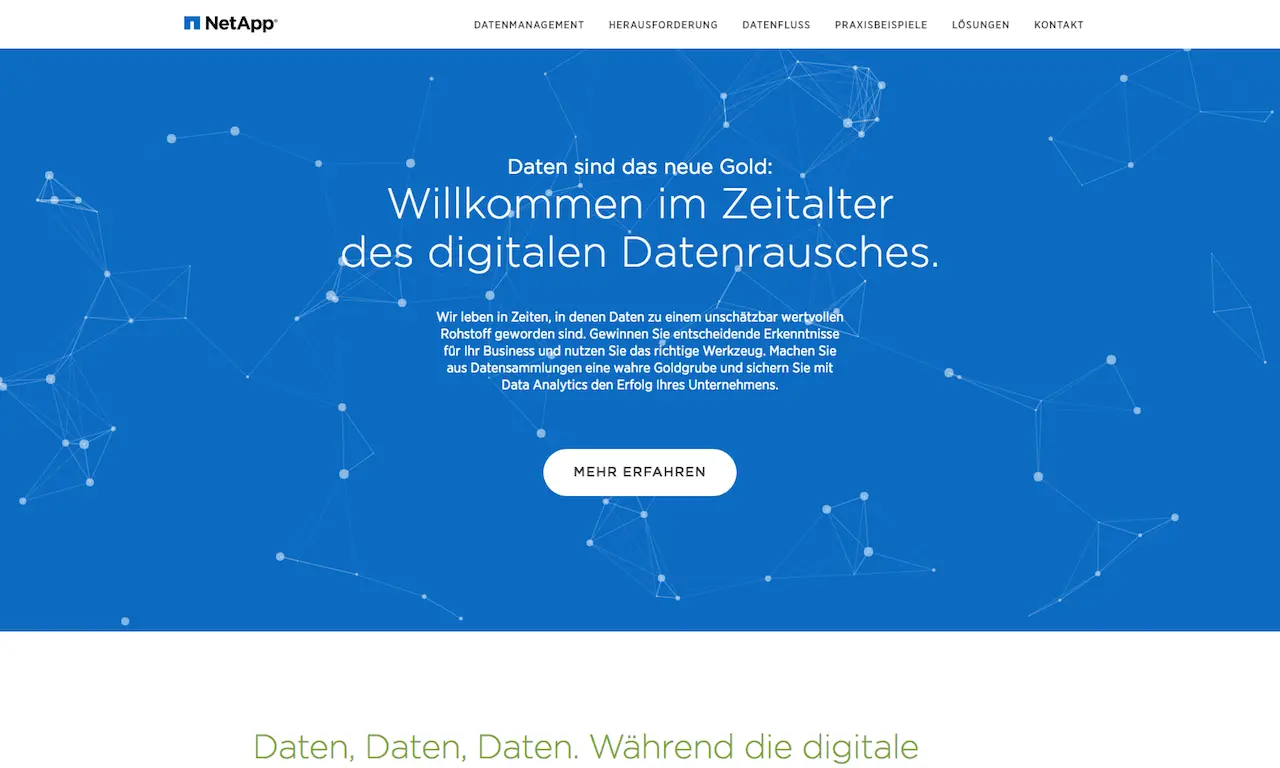 NetApp®
DATENMANAGEMENT HERAUSFORDERUNG DATENFLUSS PRAXISBEISPIELE LÖSUNGEN KONTAKT
Daten sind das neue Gold:
Willkommen im Zeitalter
des digitalen Datenrausches.
Wir leben in Zeiten, in denen Daten zu einem unschätzbar wertvollen
Rohstoff geworden sind. Gewinnen Sie entscheidende Erkenntnisse
für Ihr Business und nutzen Sie das richtige Werkzeug. Machen Sie
aus Datensammlungen eine wahre Goldgrube und sichern Sie mit
Data Analytics den Erfolg Ihres Unternehmens.
MEHR ERFAHREN
Daten, Daten, Daten. Während die digitale